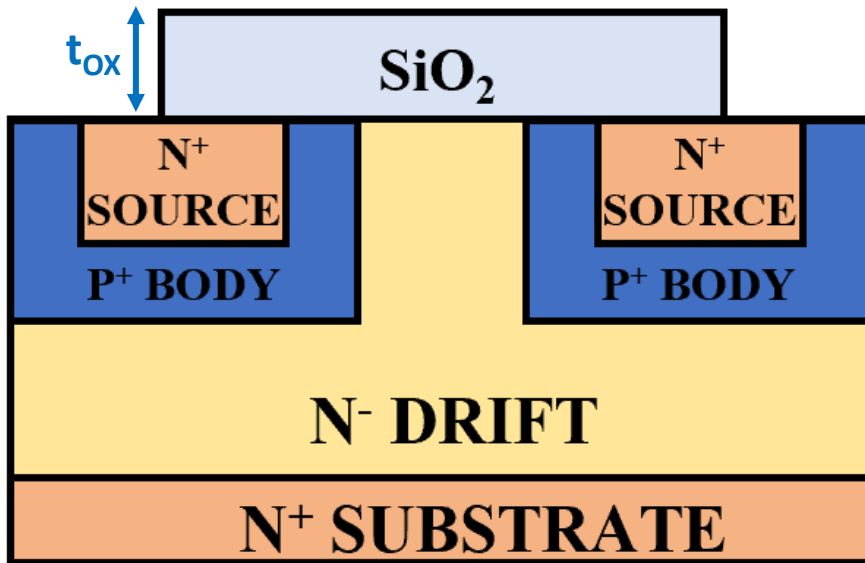 tOX
SiO2
N+
SOURCE
N+
SOURCE
P+ BODY
P+ BODY
N- DRIFT
N+ SUBSTRATE